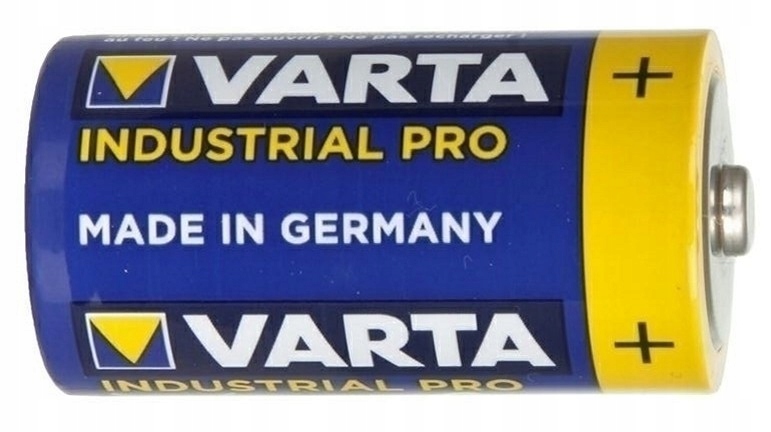 au feu ! Ne pas ouvrir ! Ne pas recharger !
VARTA +
INDUSTRIAL PRO
MADE IN GERMANY
VARTA +
INDUSTRIAL PRO